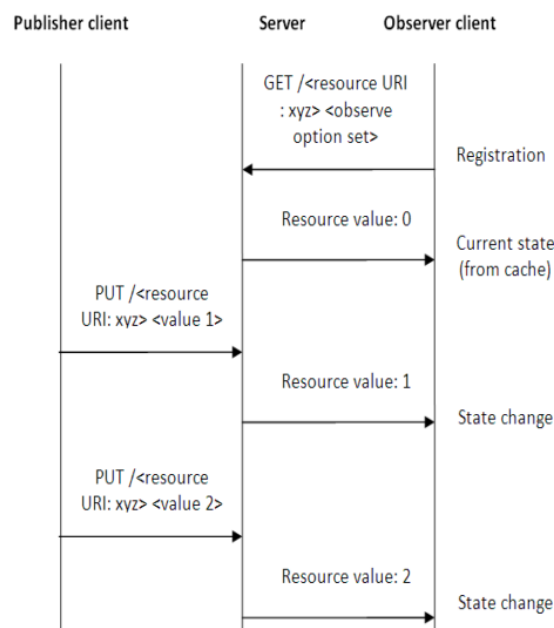 Publisher client
Server
Observer client
GET /<resource URI
: xyz> <observe
option set>
Registration
Resource value: 0
Current state
(from cache)
PUT /<resource
URI: xyz> <value 1>
Resource value: 1
State change
PUT /<resource
URI: xyz> <value 2>
Resource value: 2
State change